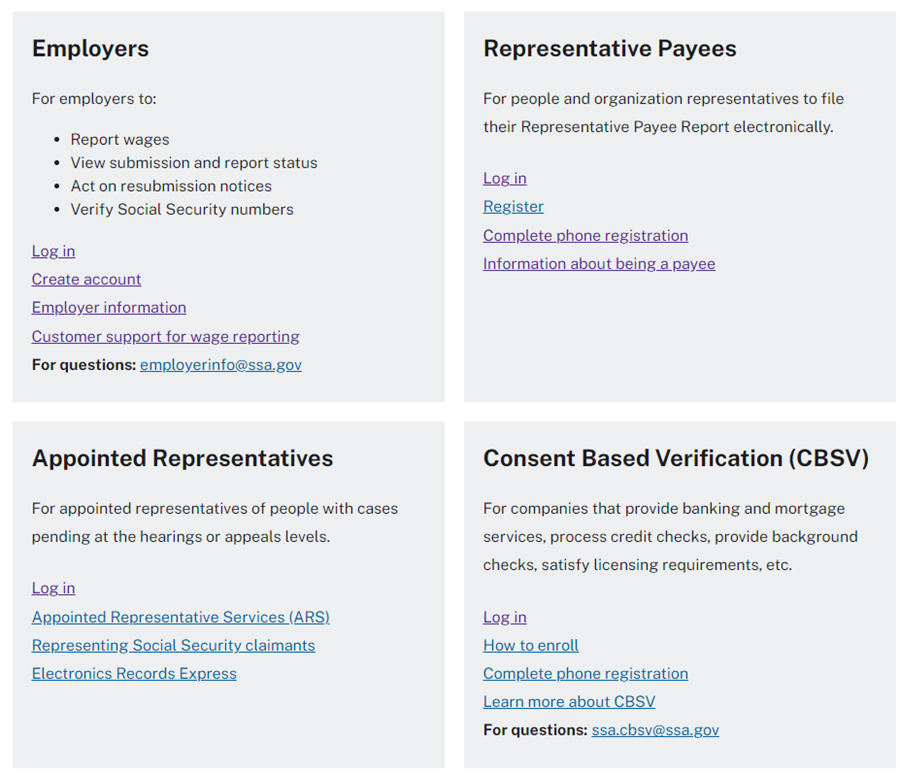 Employers
For employers to:
• Report wages
• View submission and report status
• Act on resubmission notices
• Verify Social Security numbers
Log in
Create account
Employer information
Customer support for wage reporting
For questions: employerinfo@ssa.gov
Representative Payees
For people and organization representatives to file
their Representative Payee Report electronically.
Log in
Register
Complete phone registration
Information about being a payee
Appointed Representatives
For appointed representatives of people with cases
pending at the hearings or appeals levels.
Log in
Appointed Representative Services (ARS)
Representing Social Security claimants
Electronics Records Express
Consent Based Verification (CBSV)
For companies that provide banking and mortgage
services, process credit checks, provide background
checks, satisfy licensing requirements, etc.
Log in
How to enroll
Complete phone registration
Learn more about CBSV
For questions: ssa.cbsv@ssa.gov